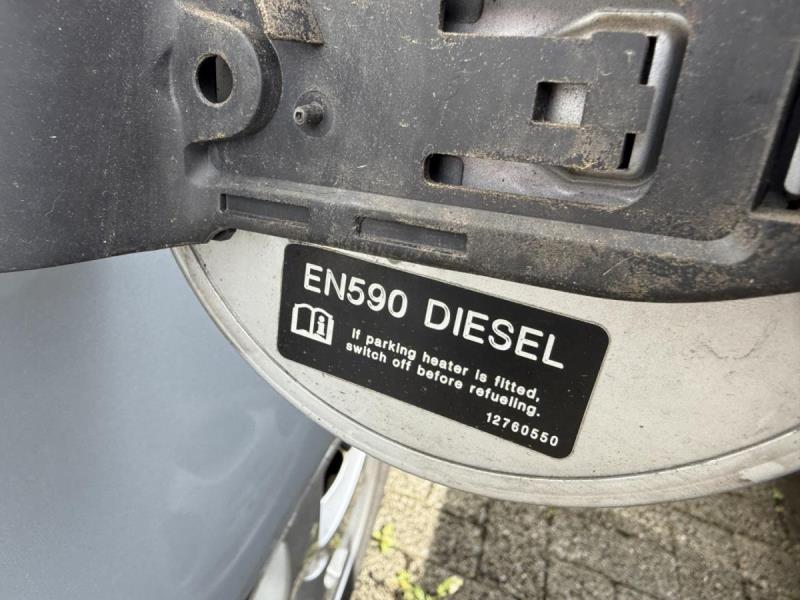 EN590 DIESEL
If parking heater is fitted,
switch off before refueling.
12760550